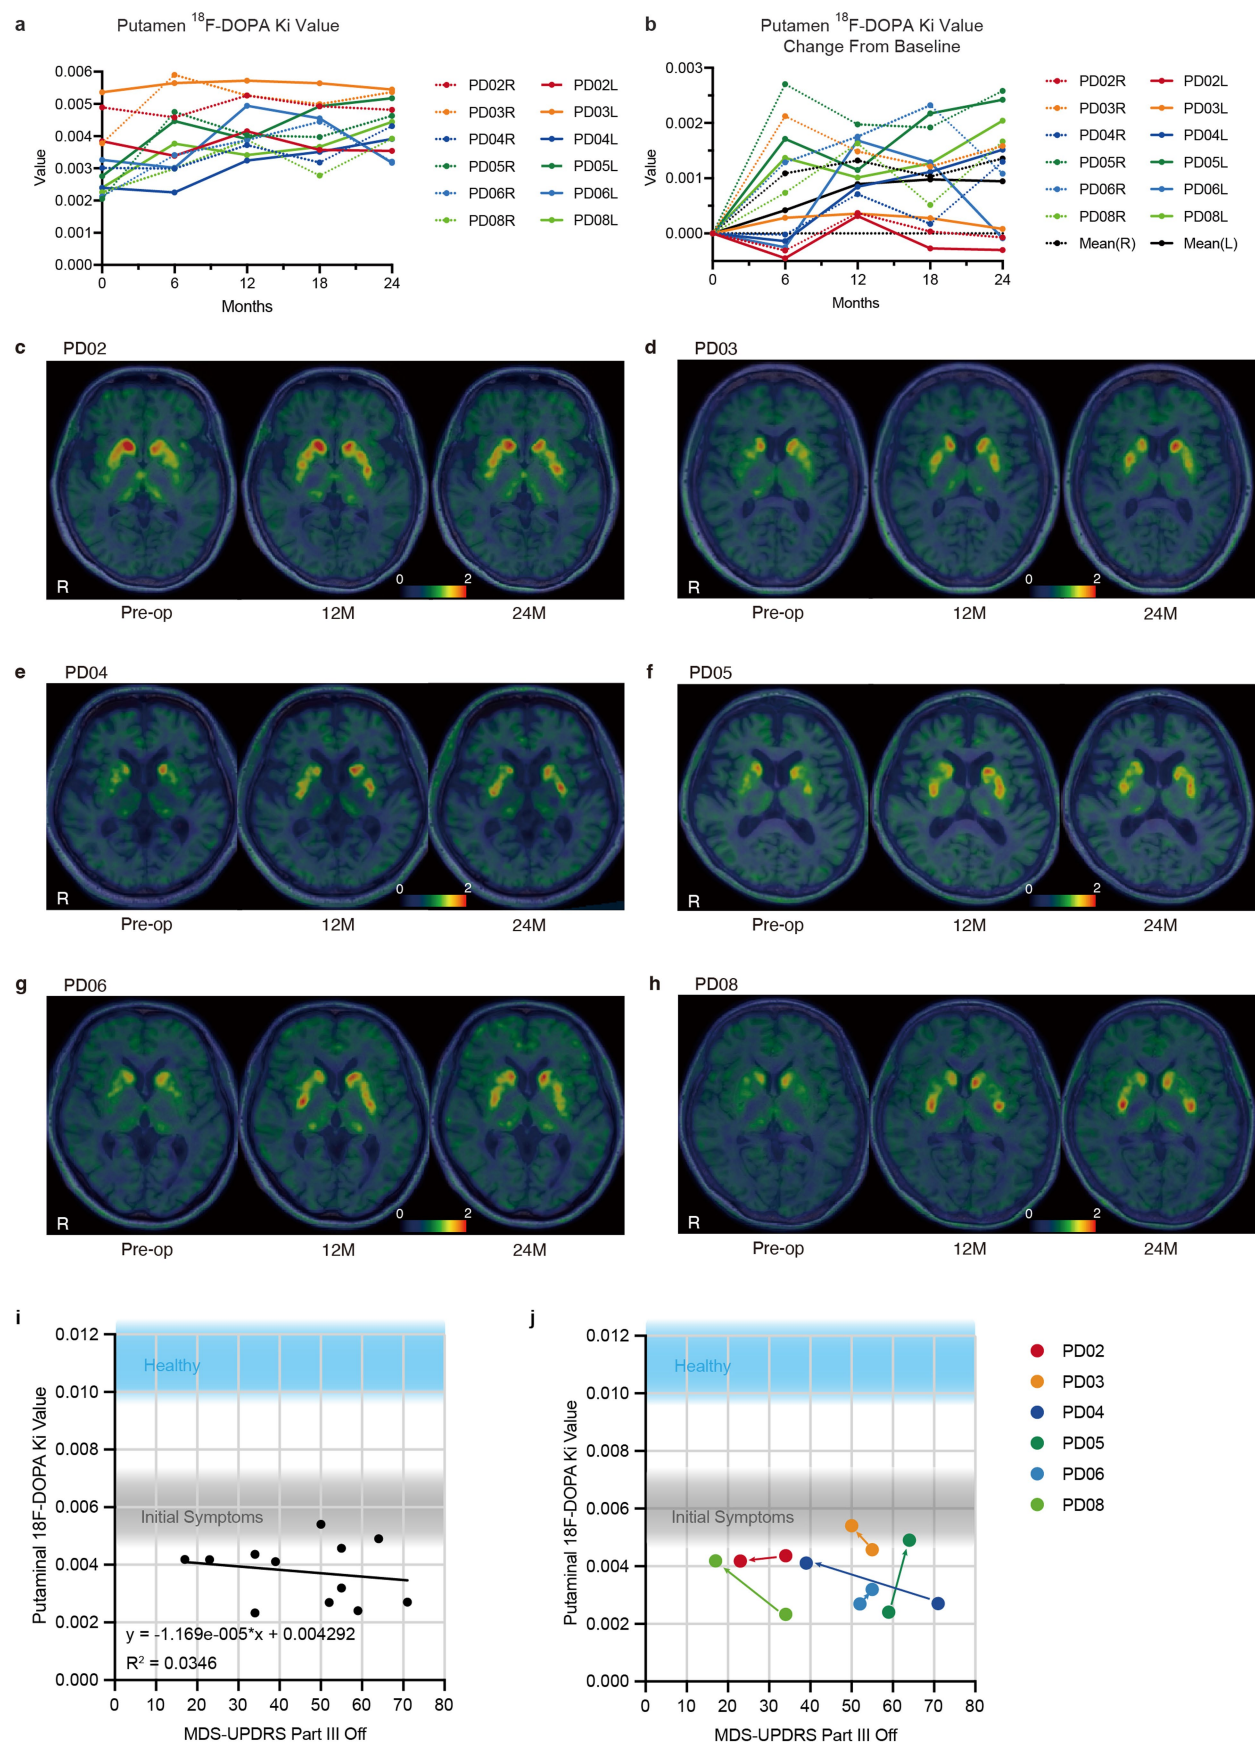 a
Putamen 18F-DOPA Ki Value
0.006
0.005
0.004
0.003
0.002
0.001
0.000
Value
0 6 12 18 24
Months
PD02R PD02L
PD03R PD03L
PD04R PD04L
PD05R PD05L
PD06R PD06L
PD08R PD08L
b
Putamen 18F-DOPA Ki Value
Change From Baseline
0.003
0.002
0.001
0.000
Value
0 6 12 18 24
Months
PD02R PD02L
PD03R PD03L
PD04R PD04L
PD05R PD05L
PD06R PD06L
PD08R PD08L
Mean(R) Mean(L)
c PD02
R 0 2
Pre-op 12M 24M
d PD03
R 0 2
Pre-op 12M 24M
e PD04
R 0 2
Pre-op 12M 24M
f PD05
R 0 2
Pre-op 12M 24M
g PD06
R 0 2
Pre-op 12M 24M
h PD08
R 0 2
Pre-op 12M 24M
i
0.012
0.010
0.008
0.006
0.004
0.002
0.000
Putaminal 18F-DOPA Ki Value
Healthy
Initial Symptoms
y = -1.169e-005*x + 0.004292
R2 = 0.0346
0 10 20 30 40 50 60 70 80
MDS-UPDRS Part III Off
j
0.012
0.010
0.008
0.006
0.004
0.002
0.000
Putaminal 18F-DOPA Ki Value
Healthy
Initial Symptoms
0 10 20 30 40 50 60 70 80
MDS-UPDRS Part III Off
PD02
PD03
PD04
PD05
PD06
PD08